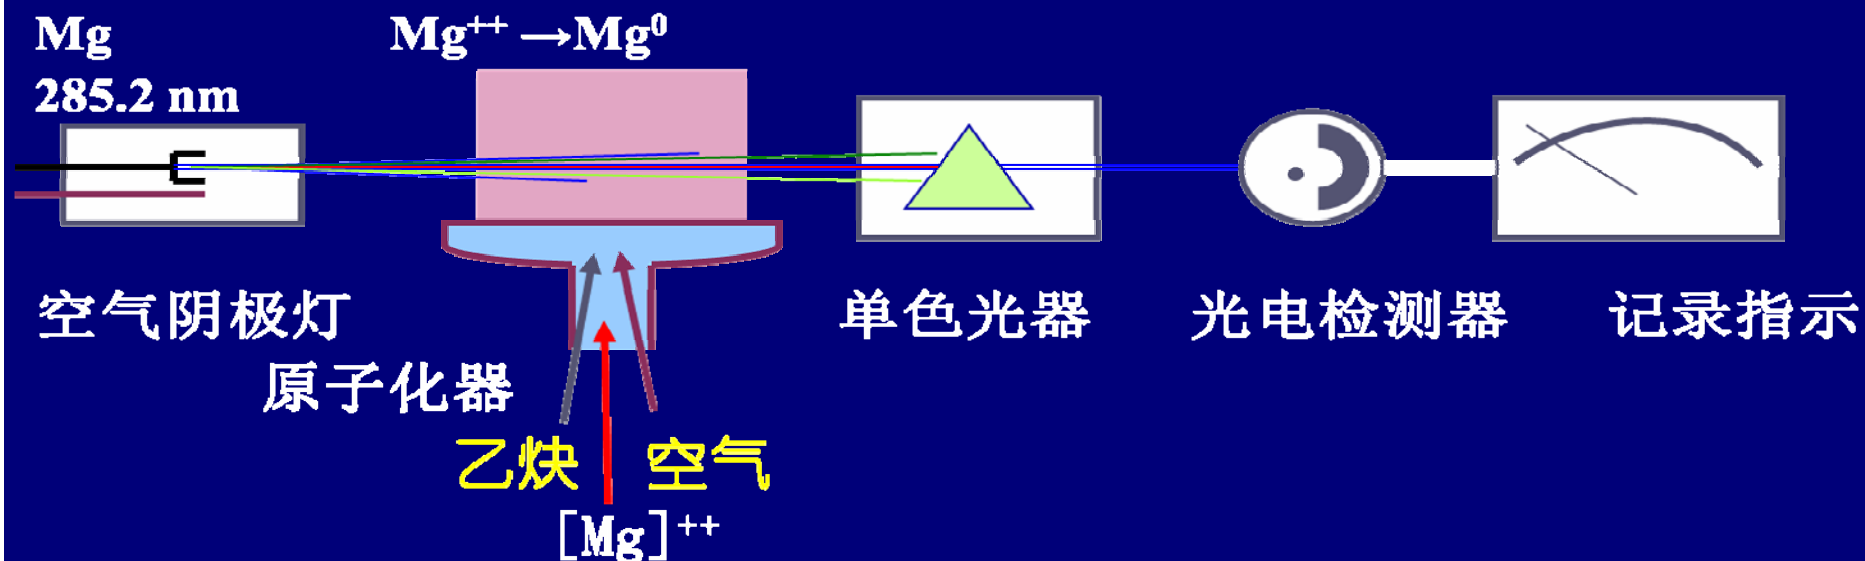 Mg
285.2 nm
Mg⁺⁺ →Mg⁰
空气阴极灯
原子化器
单色光器
光电检测器
记录指示
乙炔
空气
[Mg]⁺⁺